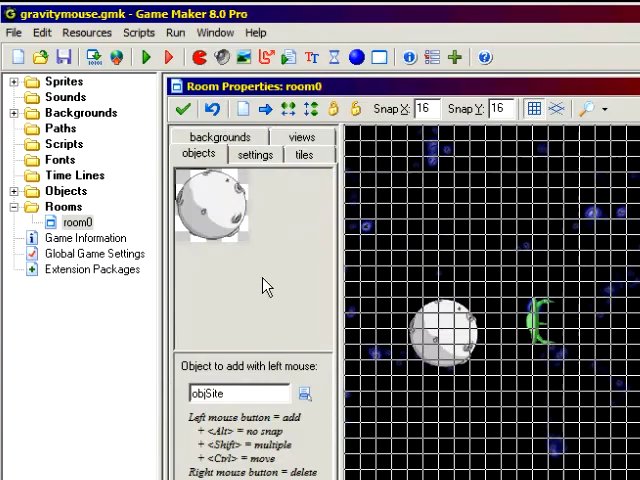 gravitymouse.gmk - Game Maker 8.0 Pro
File Edit Resources Scripts Run Window Help
Sprites
Sounds
Backgrounds
Paths
Scripts
Fonts
Time Lines
Objects
Rooms
room0
Game Information
Global Game Settings
Extension Packages
Room Properties: room0
Snap X: 16 Snap Y: 16
backgrounds views
objects settings tiles
Object to add with left mouse:
objSite
Left mouse button = add
+ <Alt> = no snap
+ <Shift> = multiple
+ <Ctrl> = move
Right mouse button = delete